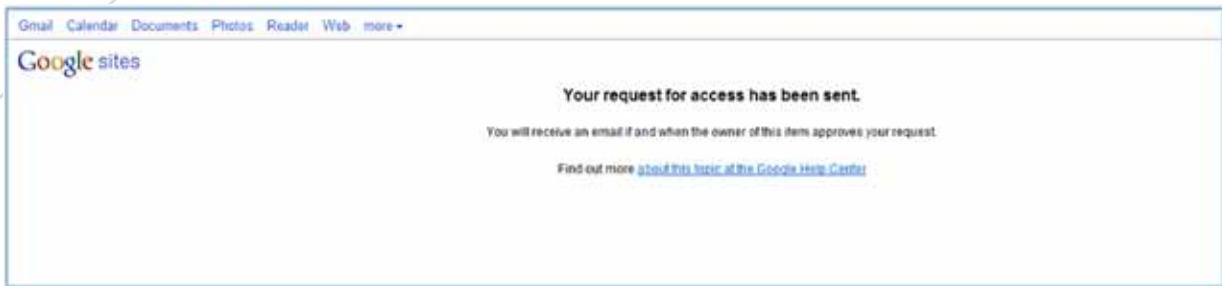 Gmail Calendar Documents Photos Reader Web more
Google sites
Your request for access has been sent.
You will receive an email if and when the owner of this item approves your request.
Find out more about this topic at the Google Help Center